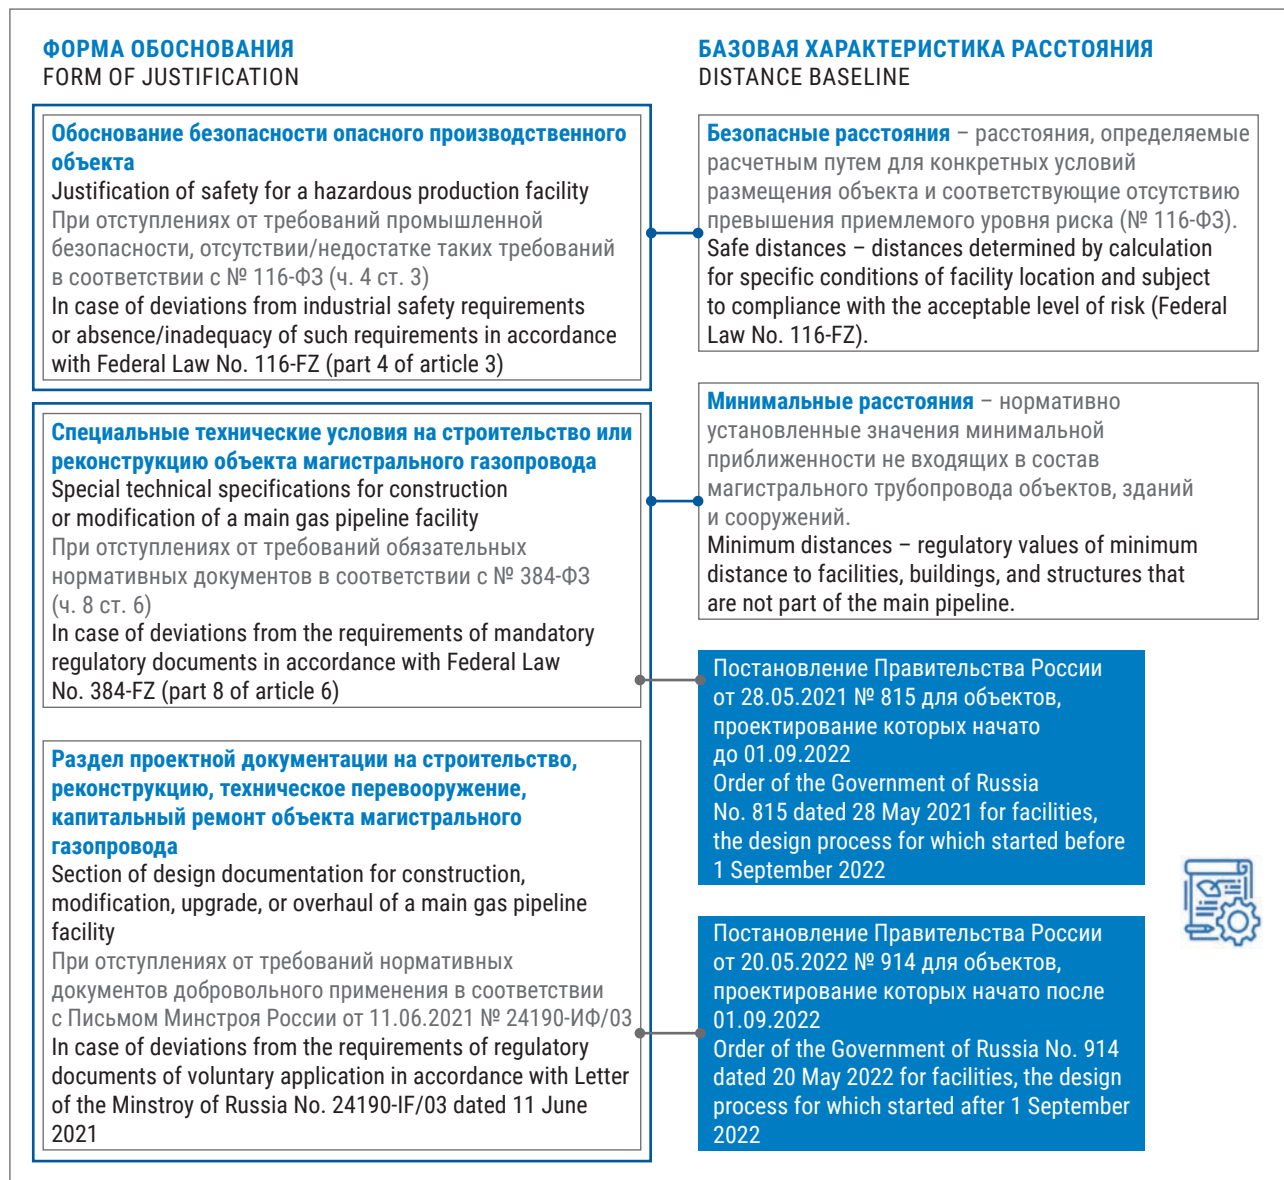 ФОРМА ОБОСНОВАНИЯ
FORM OF JUSTIFICATION
Обоснование безопасности опасного производственного
объекта
Justification of safety for a hazardous production facility
При отступлениях от требований промышленной
безопасности, отсутствии/недостатке таких требований
в соответствии с № 116-ФЗ (ч. 4 ст. 3)
In case of deviations from industrial safety requirements
or absence/inadequacy of such requirements in accordance
with Federal Law No. 116-FZ (part 4 of article 3)
Специальные технические условия на строительство или
реконструкцию объекта магистрального газопровода
Special technical specifications for construction
or modification of a main gas pipeline facility
При отступлениях от требований обязательных
нормативных документов в соответствии с № 384-ФЗ
(ч. 8 ст. 6)
In case of deviations from the requirements of mandatory
regulatory documents in accordance with Federal Law
No. 384-FZ (part 8 of article 6)
Раздел проектной документации на строительство,
реконструкцию, техническое перевооружение,
капитальный ремонт объекта магистрального
газопровода
Section of design documentation for construction,
modification, upgrade, or overhaul of a main gas pipeline
facility
При отступлениях от требований нормативных
документов добровольного применения в соответствии
с Письмом Минстроя России от 11.06.2021 № 24190-ИФ/03
In case of deviations from the requirements of regulatory
documents of voluntary application in accordance with Letter
of the Minstroy of Russia No. 24190-IF/03 dated 11 June
2021
БАЗОВАЯ ХАРАКТЕРИСТИКА РАССТОЯНИЯ
DISTANCE BASELINE
Безопасные расстояния – расстояния, определяемые
расчетным путем для конкретных условий
размещения объекта и соответствующие отсутствию
превышения приемлемого уровня риска (№ 116-ФЗ).
Safe distances – distances determined by calculation
for specific conditions of facility location and subject
to compliance with the acceptable level of risk (Federal
Law No. 116-FZ).
Минимальные расстояния – нормативно
установленные значения минимальной
приближенности не входящих в состав
магистрального трубопровода объектов, зданий
и сооружений.
Minimum distances – regulatory values of minimum
distance to facilities, buildings, and structures that
are not part of the main pipeline.
Постановление Правительства России
от 28.05.2021 № 815 для объектов,
проектирование которых начато
до 01.09.2022
Order of the Government of Russia
No. 815 dated 28 May 2021 for facilities,
the design process for which started before
1 September 2022
Постановление Правительства России
от 20.05.2022 № 914 для объектов,
проектирование которых начато после
01.09.2022
Order of the Government of Russia No. 914
dated 20 May 2022 for facilities, the design
process for which started after 1 September
2022